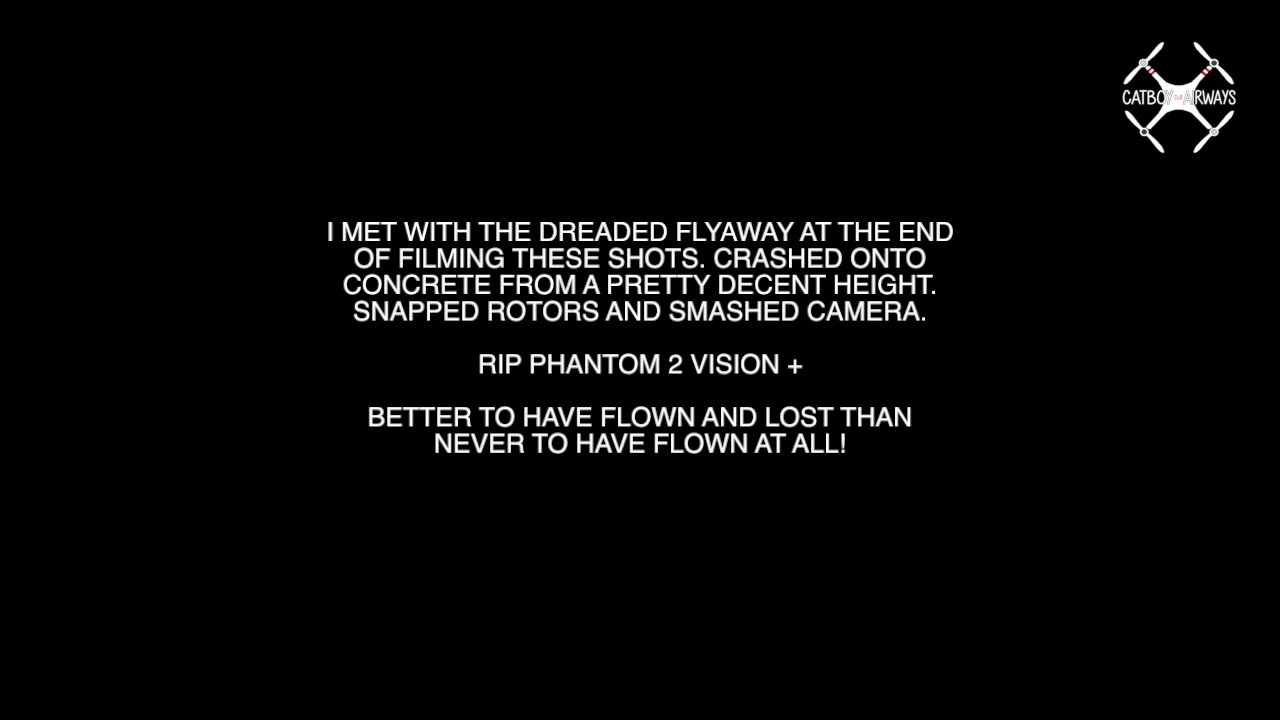 CATBOY AIRWAYS
I MET WITH THE DREADED FLYAWAY AT THE END
OF FILMING THESE SHOTS. CRASHED ONTO
CONCRETE FROM A PRETTY DECENT HEIGHT.
SNAPPED ROTORS AND SMASHED CAMERA.
RIP PHANTOM 2 VISION +
BETTER TO HAVE FLOWN AND LOST THAN
NEVER TO HAVE FLOWN AT ALL!